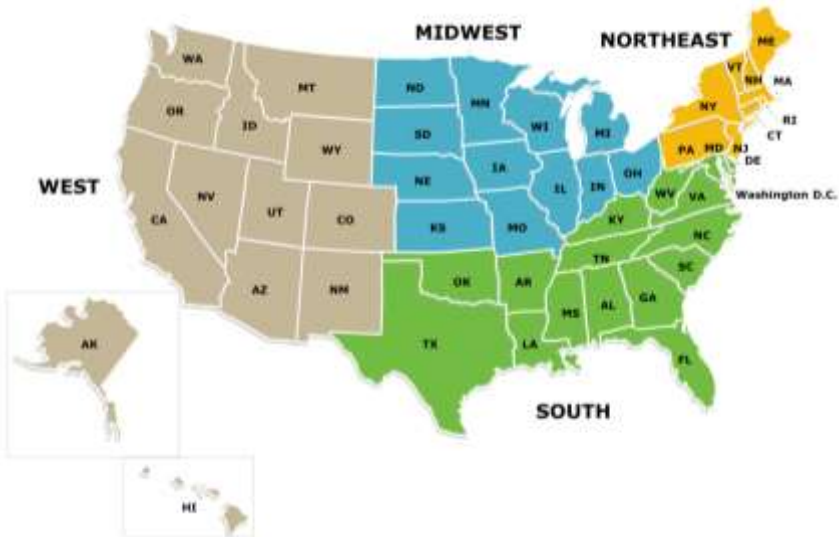 MIDWEST
NORTHEAST
WEST
SOUTH
WA
OR
ID
MT
WY
CA
NV
UT
CO
AZ
NM
AK
HI
ND
SD
NE
KS
MN
IA
MO
WI
IL
MI
IN
OH
ME
VT
NH
MA
NY
RI
CT
PA
NJ
MD
DE
Washington D.C.
WV
VA
KY
NC
TN
SC
OK
AR
TX
LA
MS
AL
GA
FL